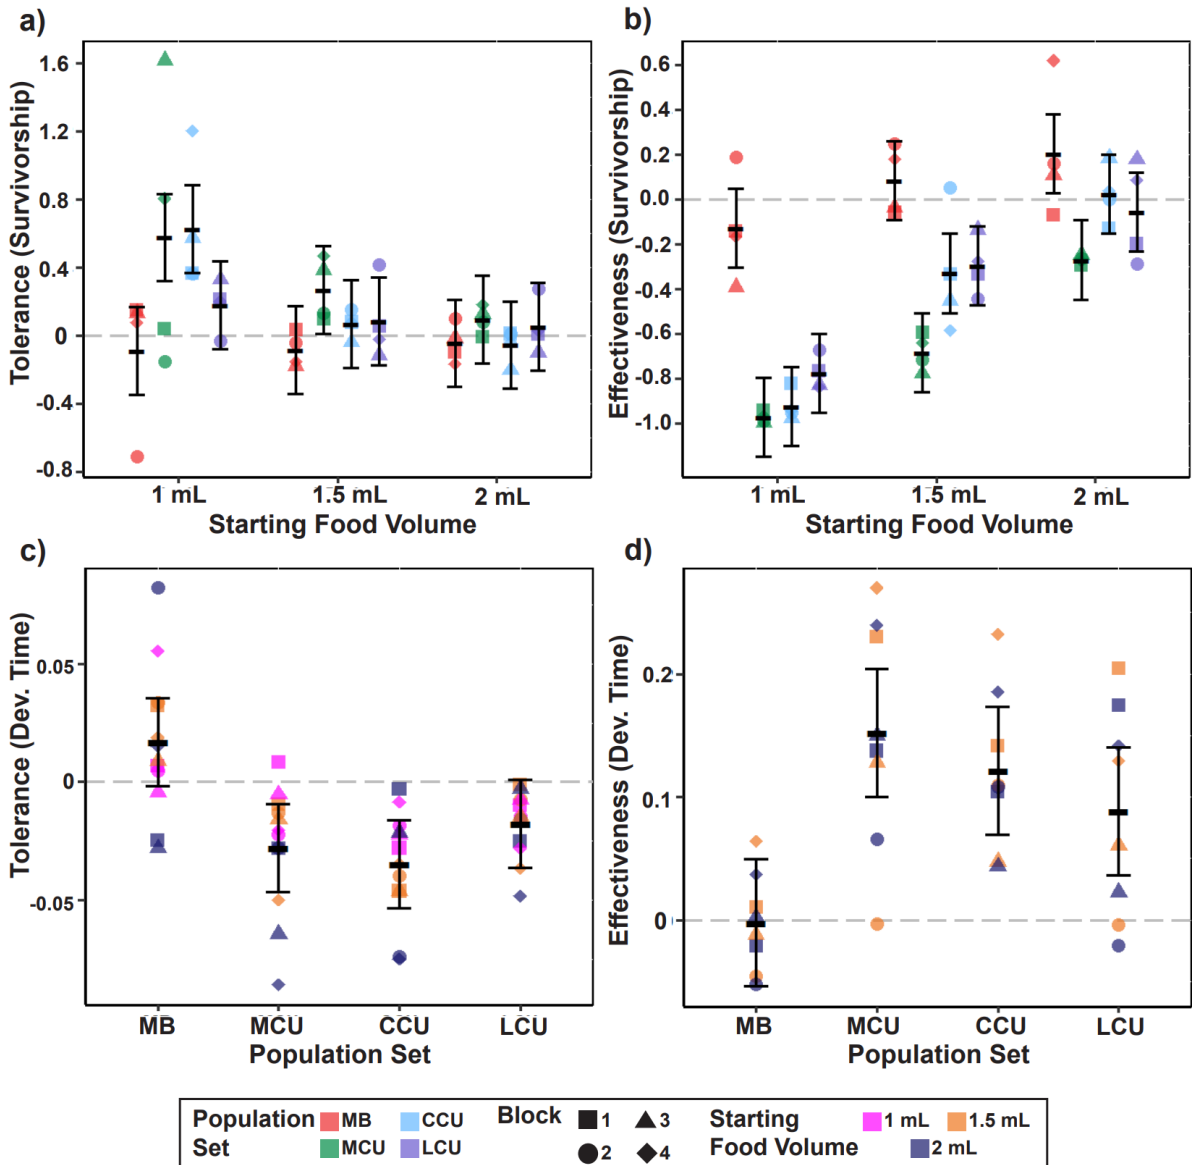 a)
Tolerance (Survivorship)
1.6
1.2
0.8
0.4
0
-0.4
-0.8
1 mL 1.5 mL 2 mL
Starting Food Volume
b)
Effectiveness (Survivorship)
0.6
0.4
0.2
0.0
-0.2
-0.4
-0.6
-0.8
-1.0
1 mL 1.5 mL 2 mL
Starting Food Volume
c)
Tolerance (Dev. Time)
0.05
0
-0.05
MB MCU CCU LCU
Population Set
d)
Effectiveness (Dev. Time)
0.2
0.1
0
MB MCU CCU LCU
Population Set
Population Set
MB CCU
MCU LCU
Block
1 3
2 4
Starting Food Volume
1 mL 1.5 mL
2 mL